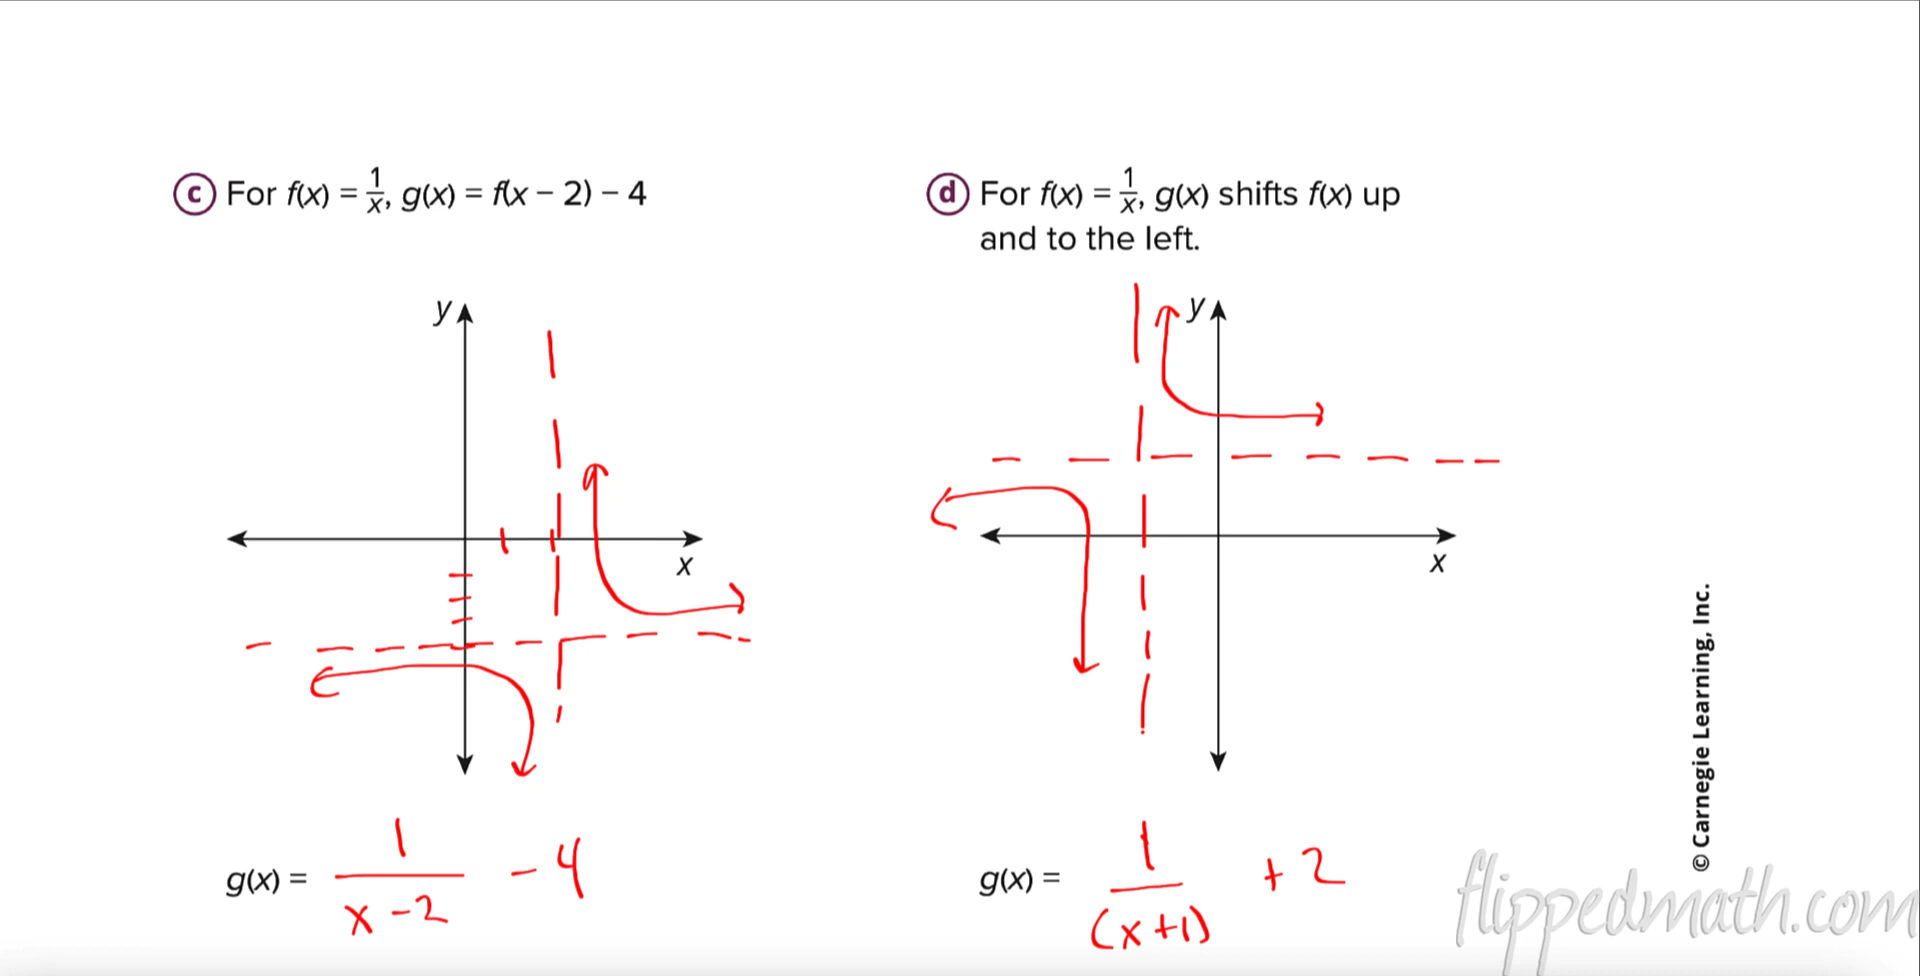 c For f(x) = 1/x, g(x) = f(x − 2) − 4
y
x
g(x) = 1/(x − 2) − 4
d For f(x) = 1/x, g(x) shifts f(x) up
and to the left.
y
x
g(x) = 1/(x + 1) + 2
© Carnegie Learning, Inc.
flippedmath.com